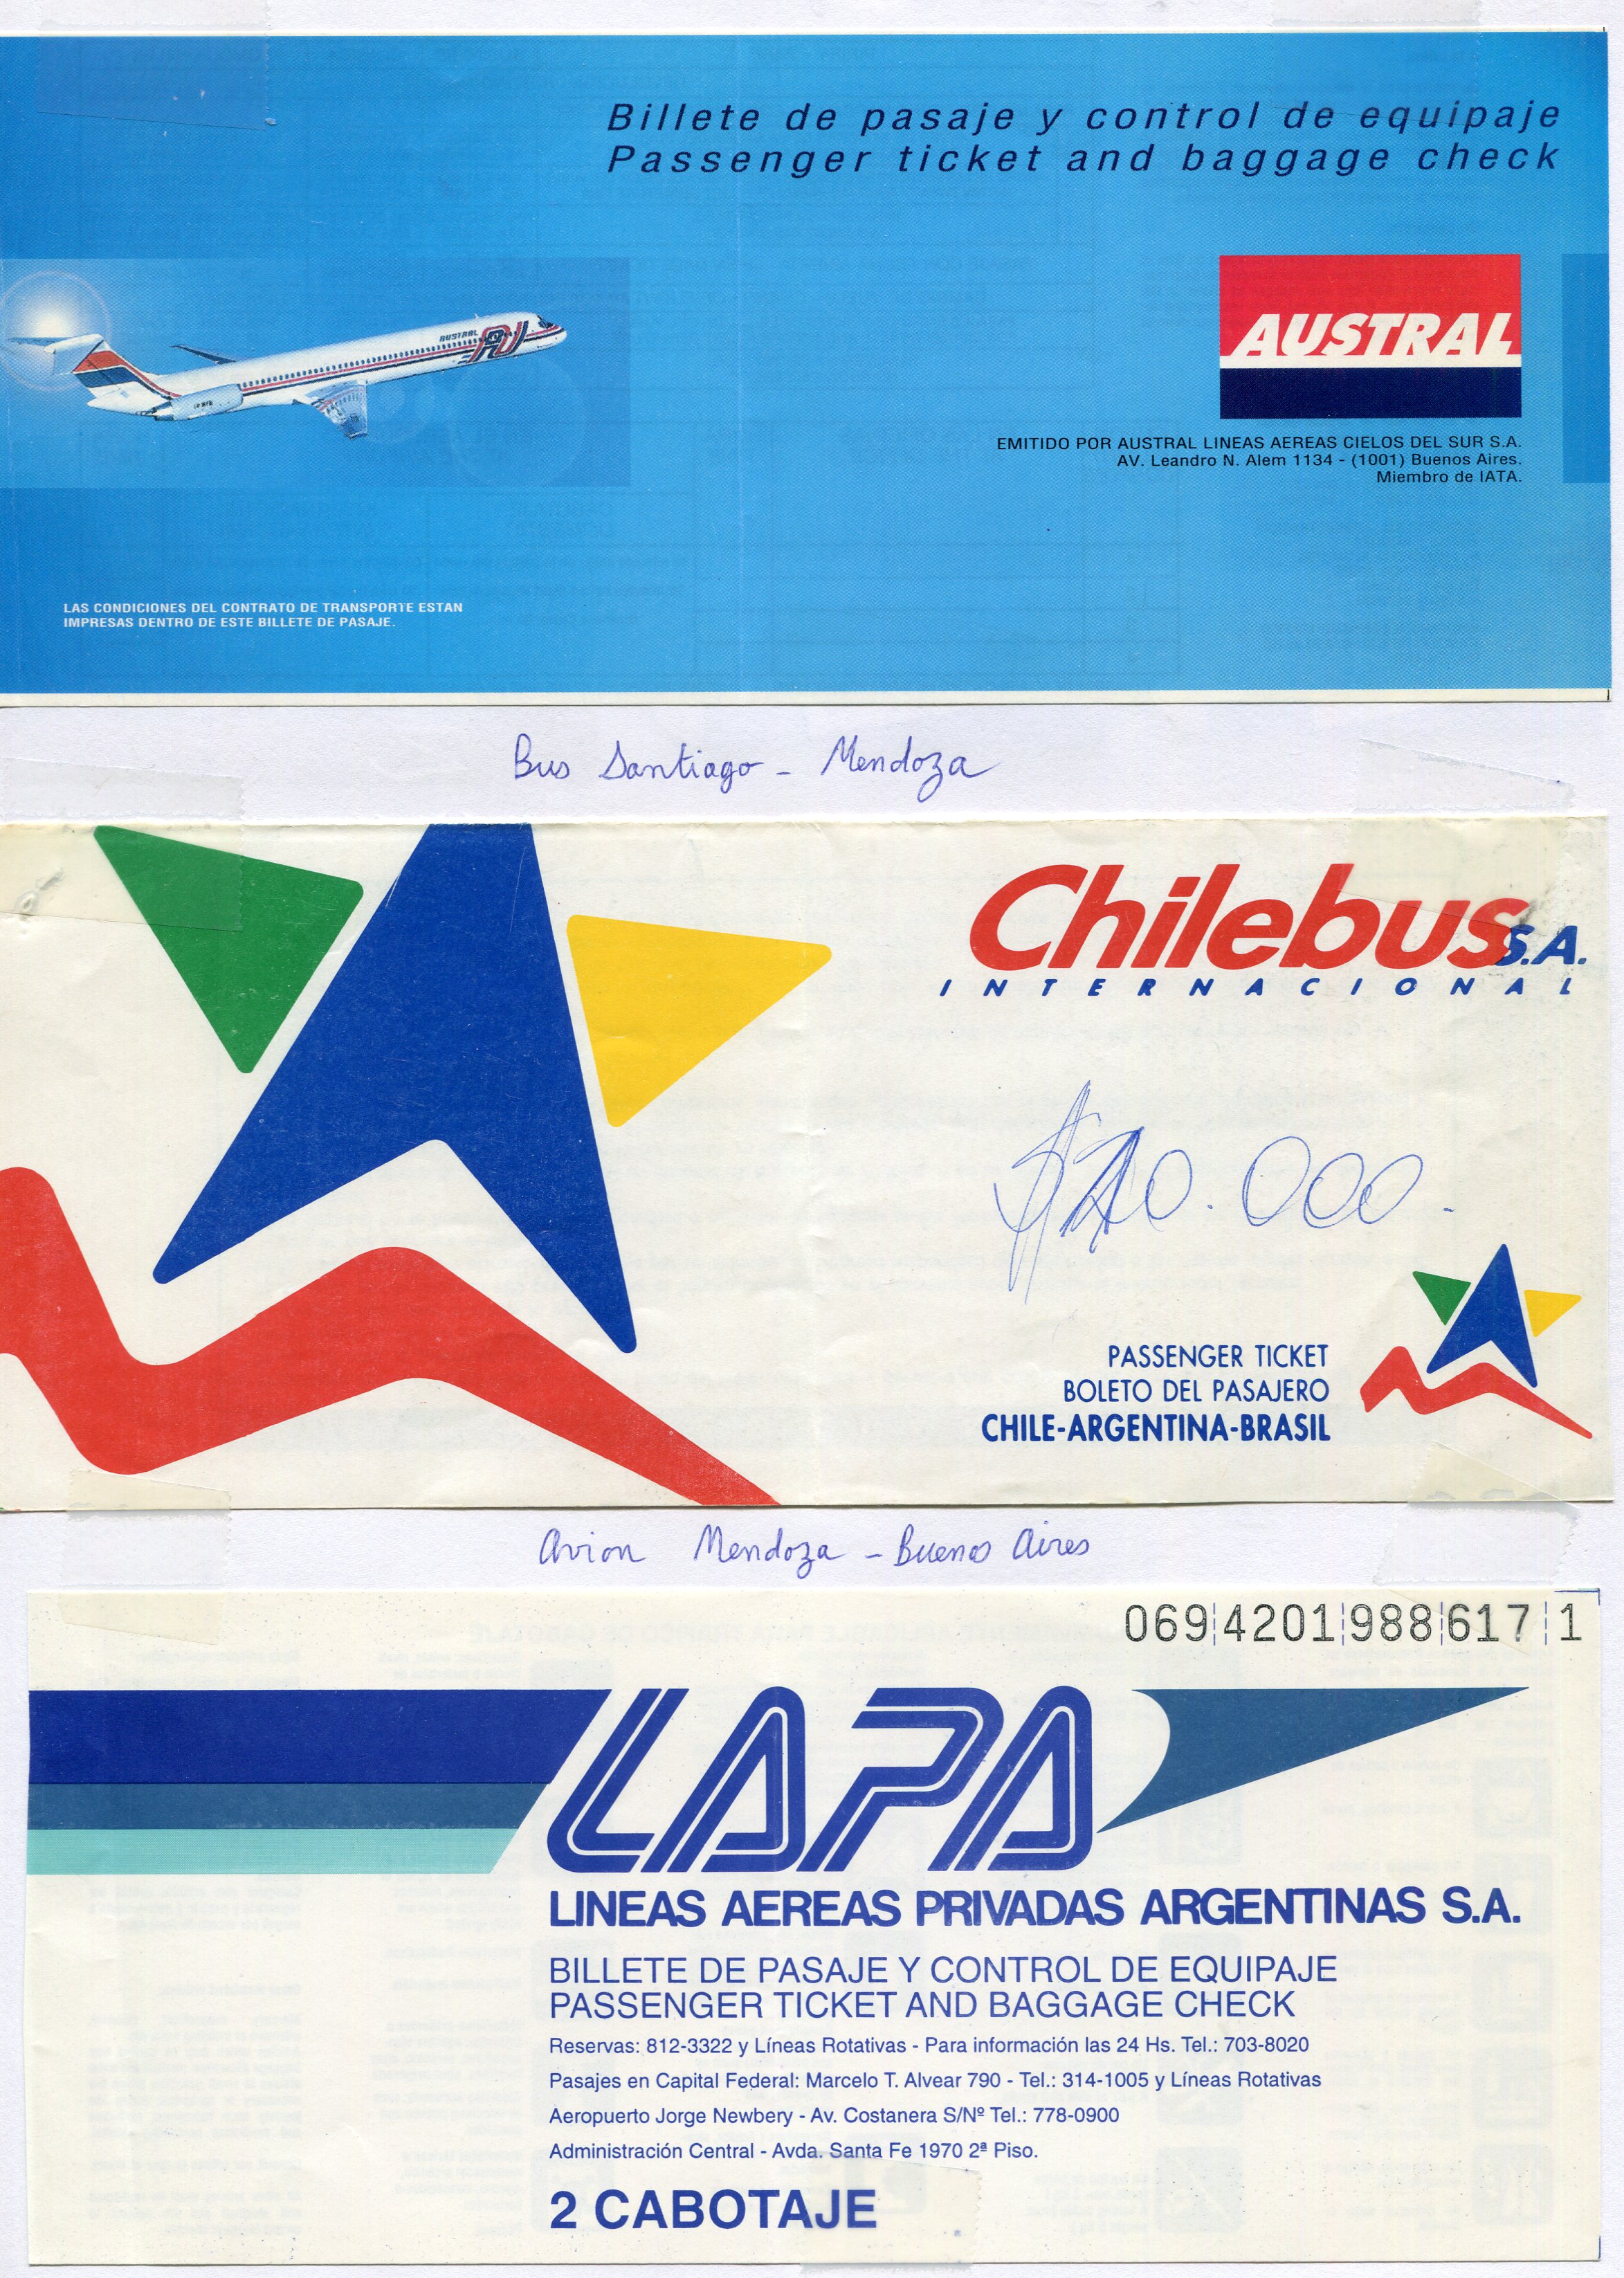 Billete de pasaje y control de equipaje
Passenger ticket and baggage check
AUSTRAL
AUSTRAL
EMITIDO POR AUSTRAL LINEAS AEREAS CIELOS DEL SUR S.A.
AV. Leandro N. Alem 1134 - (1001) Buenos Aires.
Miembro de IATA.
LAS CONDICIONES DEL CONTRATO DE TRANSPORTE ESTAN
IMPRESAS DENTRO DE ESTE BILLETE DE PASAJE.
Bus Santiago - Mendoza
Chilebus S.A.
INTERNACIONAL
PASSENGER TICKET
BOLETO DEL PASAJERO
CHILE-ARGENTINA-BRASIL
Avion Mendoza - Buenos Aires
069 4201 988 617 1
LAPA
LINEAS AEREAS PRIVADAS ARGENTINAS S.A.
BILLETE DE PASAJE Y CONTROL DE EQUIPAJE
PASSENGER TICKET AND BAGGAGE CHECK
Reservas: 812-3322 y Líneas Rotativas - Para información las 24 Hs. Tel.: 703-8020
Pasajes en Capital Federal: Marcelo T. Alvear 790 - Tel.: 314-1005 y Líneas Rotativas
Aeropuerto Jorge Newbery - Av. Costanera S/Nº Tel.: 778-0900
Administración Central - Avda. Santa Fe 1970 2ª Piso.
2 CABOTAJE